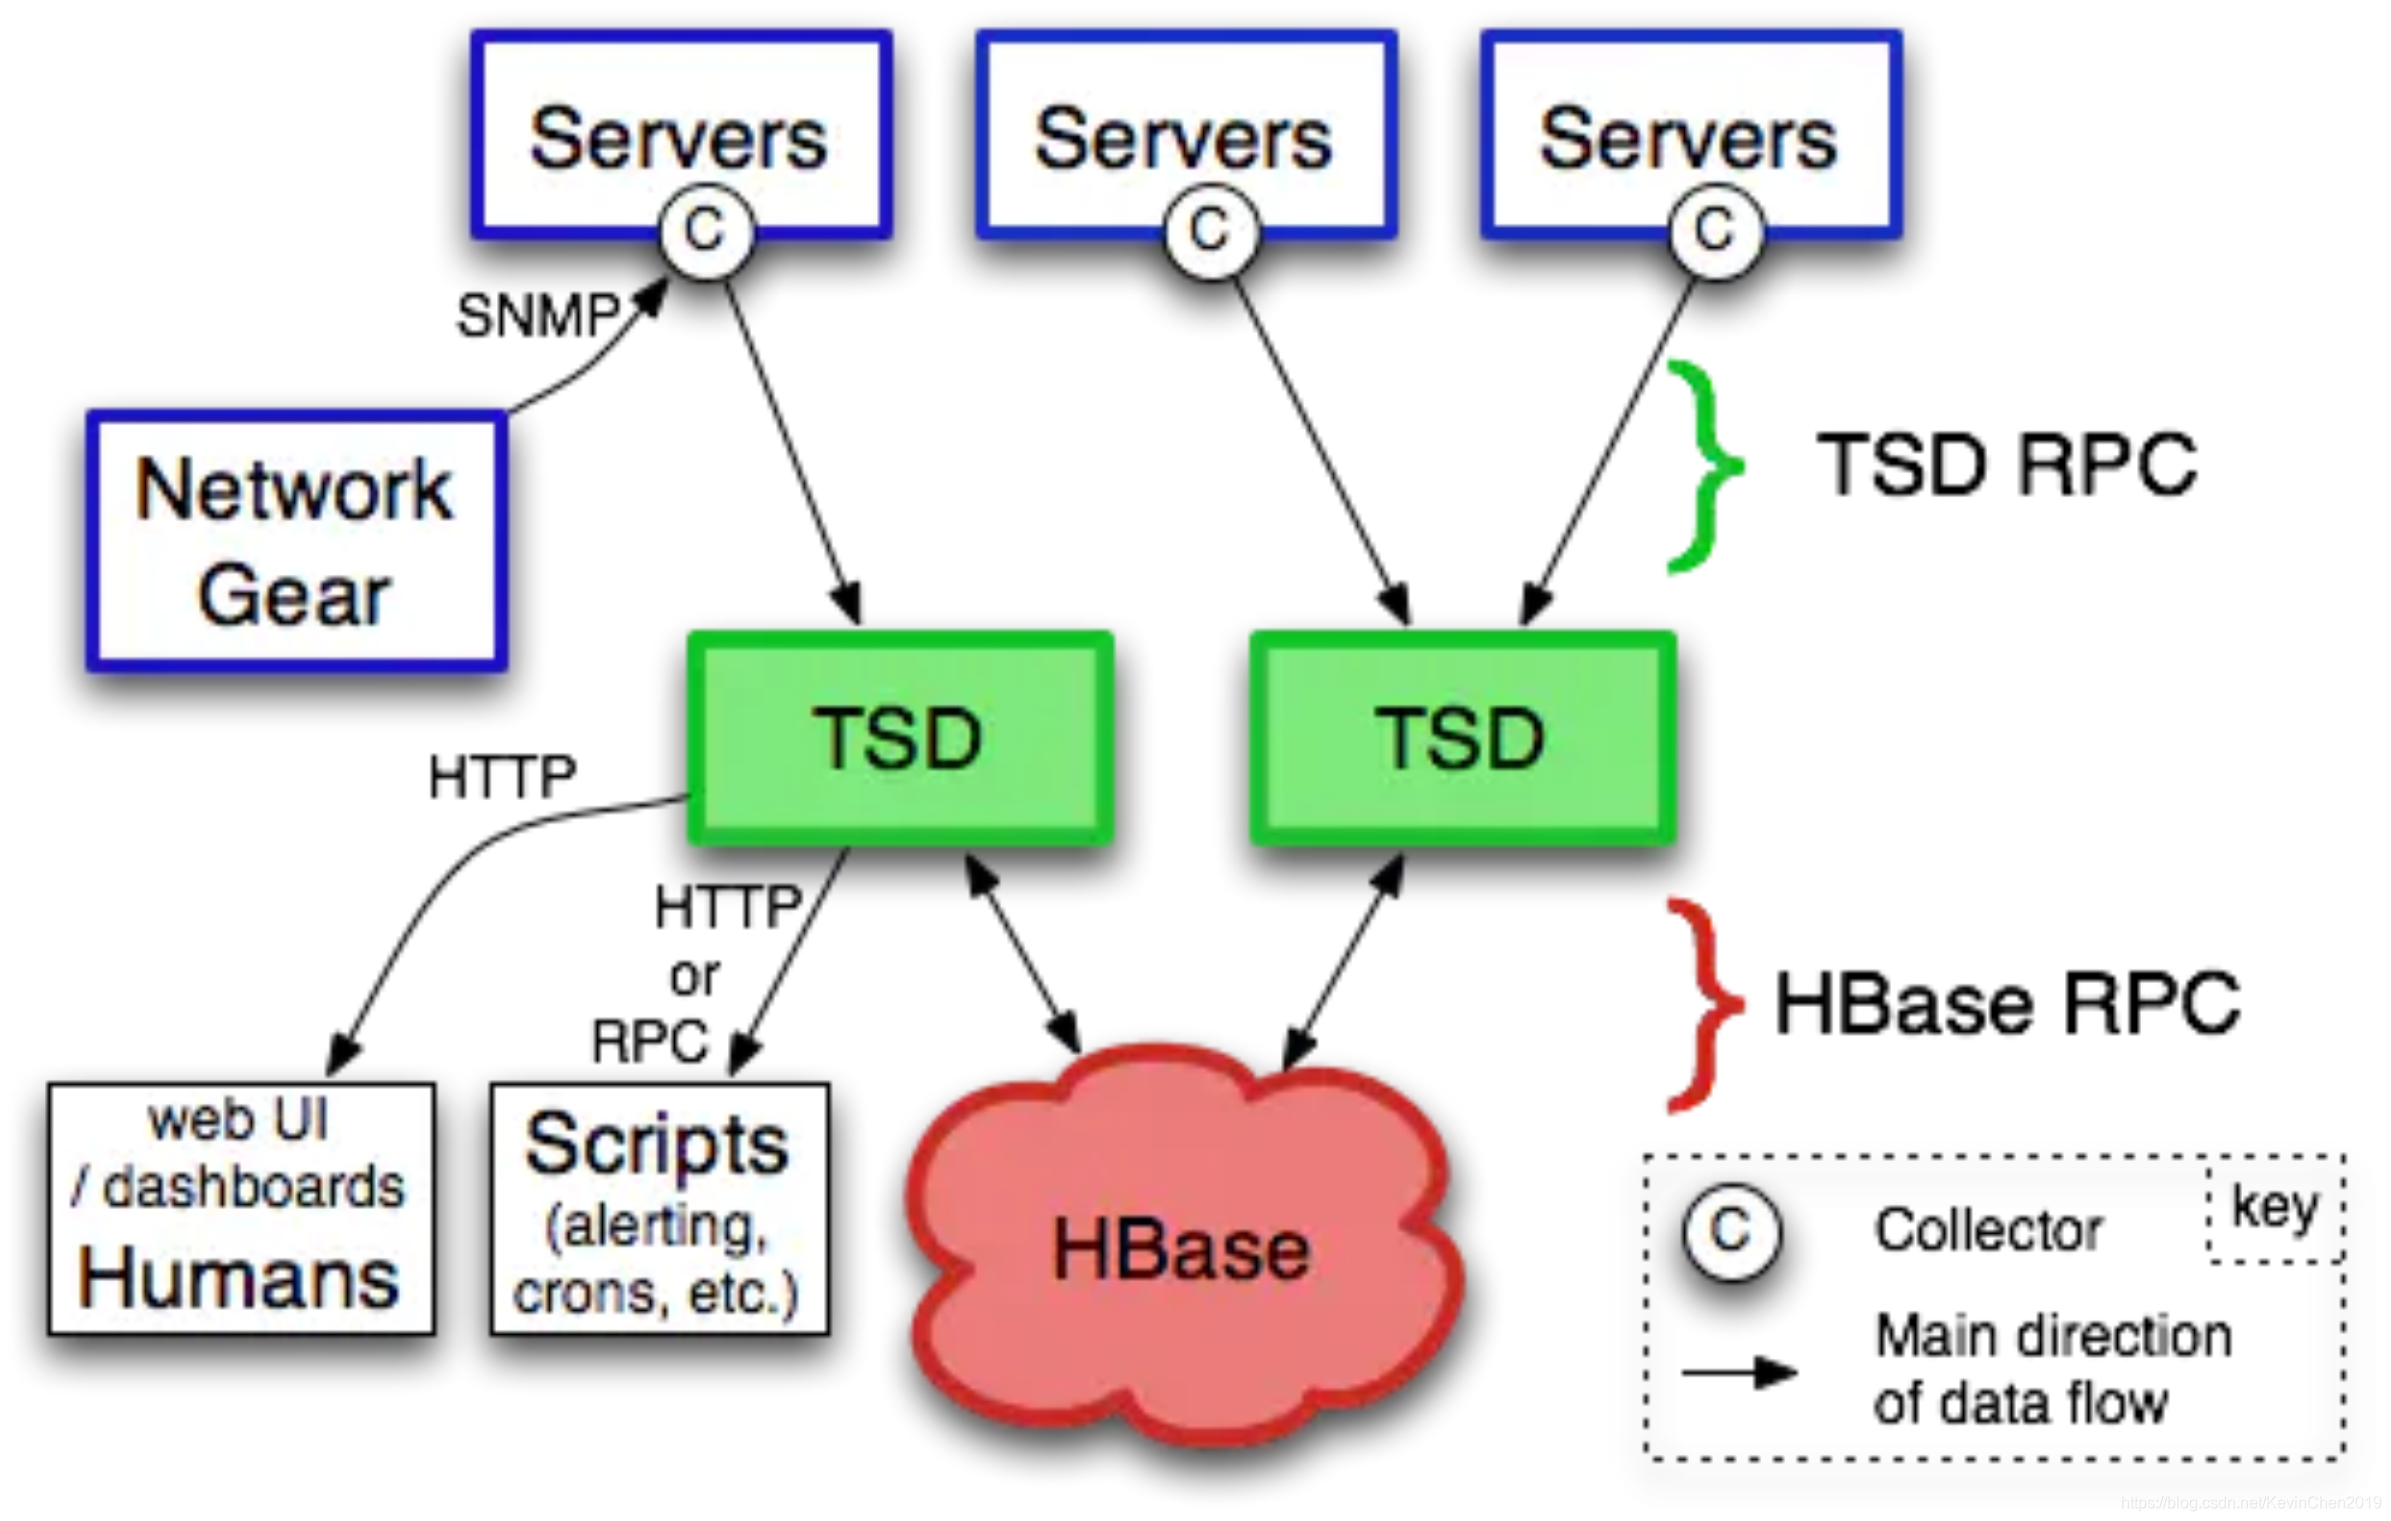 Servers
Servers
Servers
C
C
C
SNMP
Network
Gear
TSD RPC
TSD
TSD
HTTP
HTTP
or
RPC
HBase RPC
web UI
/ dashboards
Humans
Scripts
(alerting,
crons, etc.)
HBase
key
C
Collector
Main direction
of data flow
https://blog.csdn.net/KevinChen2019